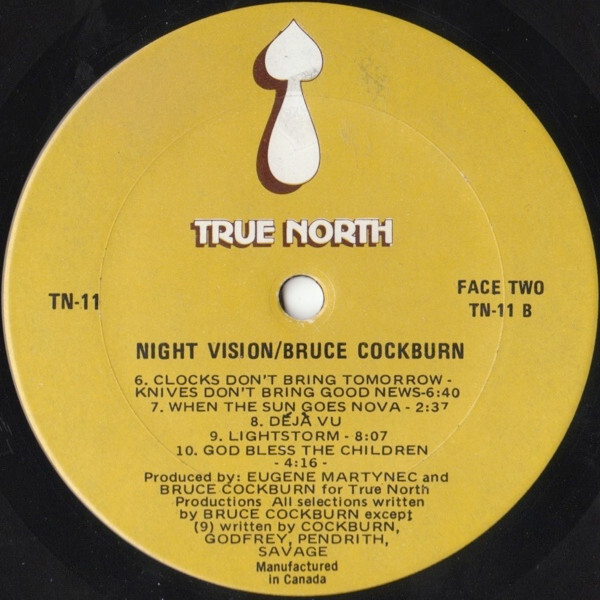 TRUE NORTH
TN-11
FACE TWO
TN-11 B
NIGHT VISION/BRUCE COCKBURN
6. CLOCKS DON'T BRING TOMORROW -
KNIVES DON'T BRING GOOD NEWS-6:40
7. WHEN THE SUN GOES NOVA - 2:37
8. DÉJÀ VU
9. LIGHTSTORM - 8:07
10. GOD BLESS THE CHILDREN
- 4:16 -
Produced by: EUGENE MARTYNEC and
BRUCE COCKBURN for True North
Productions All selections written
by BRUCE COCKBURN except
(9) written by COCKBURN,
GODFREY, PENDRITH,
SAVAGE
Manufactured
in Canada